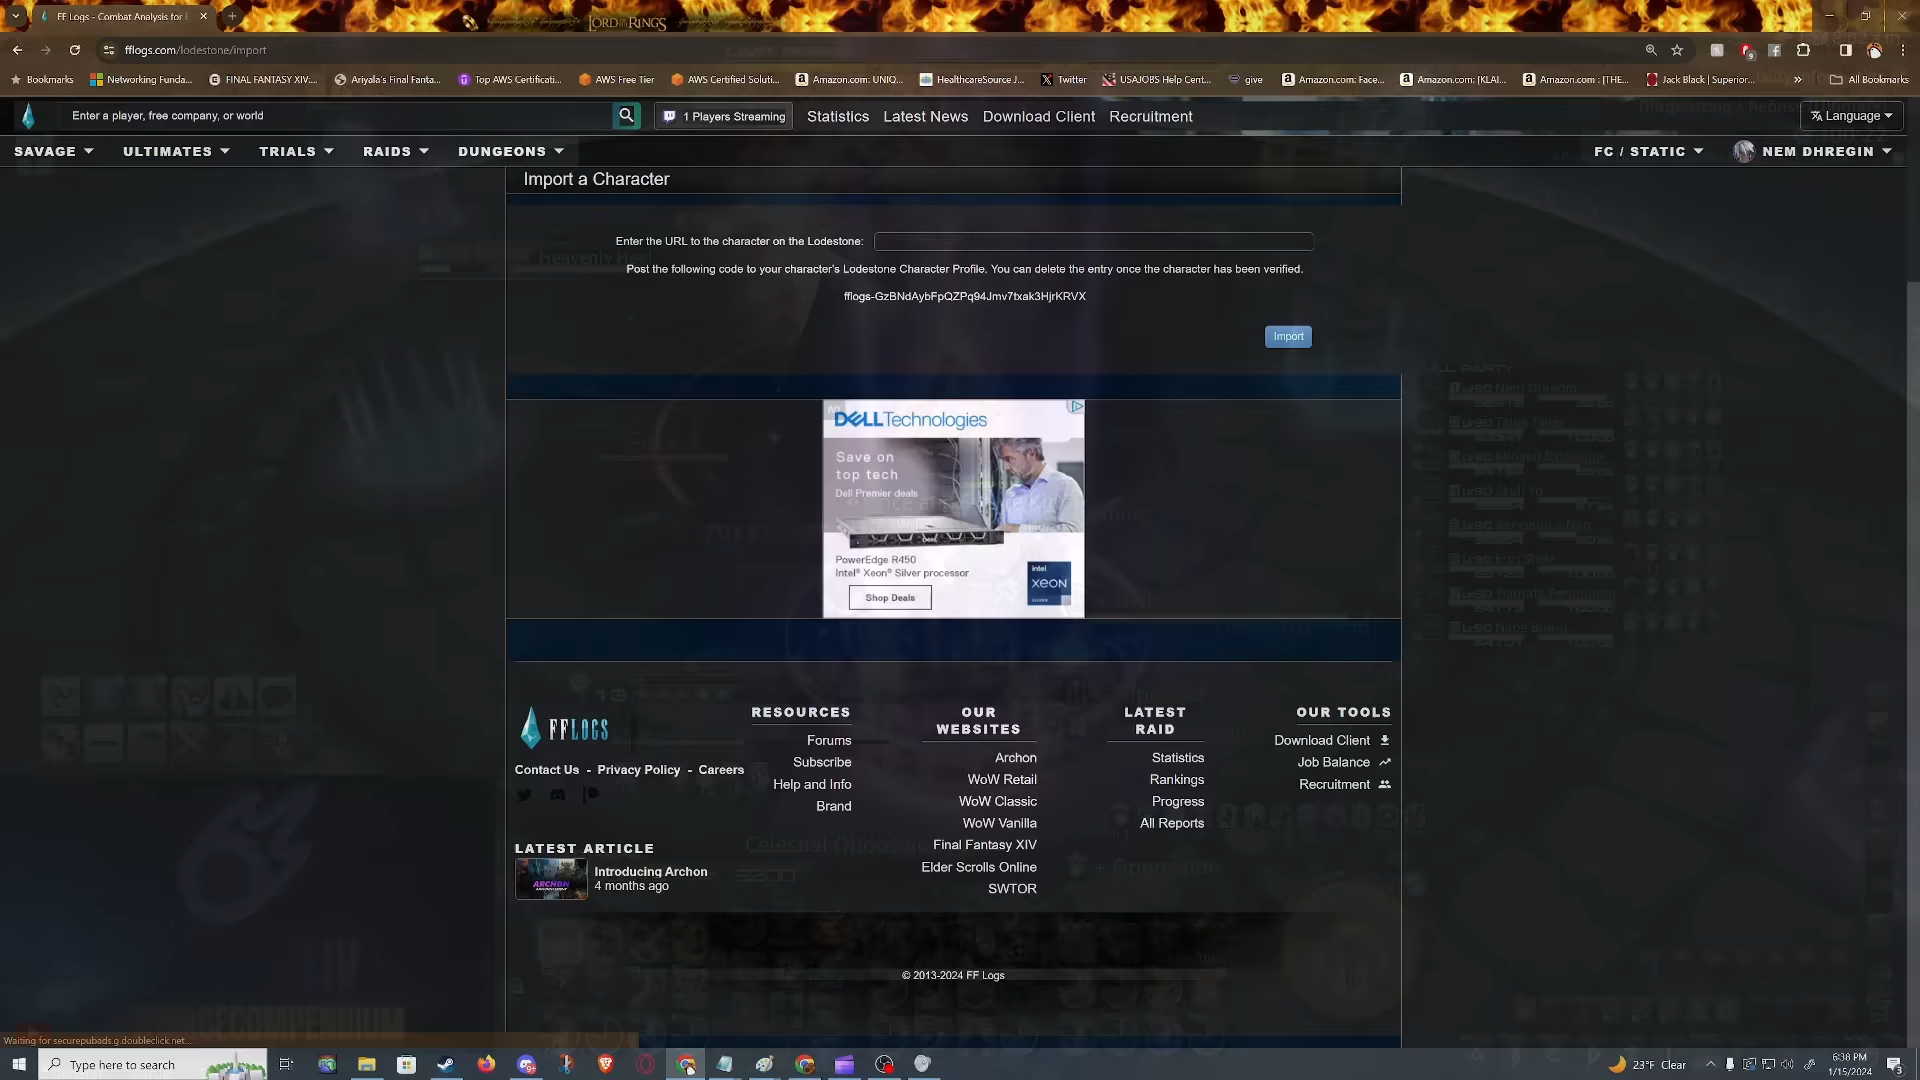 FF Logs - Combat Analysis for F
LORD OF THE RINGS
fflogs.com/lodestone/import
Bookmarks
Networking Funda...
FINAL FANTASY XIV:...
Ariyala's Final Fanta...
Top AWS Certificati...
AWS Free Tier
AWS Certified Soluti...
Amazon.com: UNIQ...
HealthcareSource J...
Twitter
USAJOBS Help Cent...
give
Amazon.com: Face...
Amazon.com: [KLAI...
Amazon.com : [THE...
Jack Black | Superior...
»
All Bookmarks
Enter a player, free company, or world
1 Players Streaming
Statistics
Latest News
Download Client
Recruitment
Language
SAVAGE
ULTIMATES
TRIALS
RAIDS
DUNGEONS
FC / STATIC
NEM DHREGIN
Import a Character
Enter the URL to the character on the Lodestone:
Post the following code to your character's Lodestone Character Profile. You can delete the entry once the character has been verified.
fflogs-GzBNdAybFpQZPq94Jmv7txak3HjrKRVX
Import
DELL Technologies
Save on
top tech
Dell Premier deals
PowerEdge R450
Intel® Xeon® Silver processor
Shop Deals
intel
XEON
SILVER
FFLOGS
Contact Us - Privacy Policy - Careers
LATEST ARTICLE
ARCHON
Introducing Archon
4 months ago
RESOURCES
Forums
Subscribe
Help and Info
Brand
OUR
WEBSITES
Archon
WoW Retail
WoW Classic
WoW Vanilla
Final Fantasy XIV
Elder Scrolls Online
SWTOR
LATEST
RAID
Statistics
Rankings
Progress
All Reports
OUR TOOLS
Download Client
Job Balance
Recruitment
© 2013-2024 FF Logs
Waiting for securepubads.g.doubleclick.net...
Type here to search
23°F Clear
6:38 PM
1/15/2024